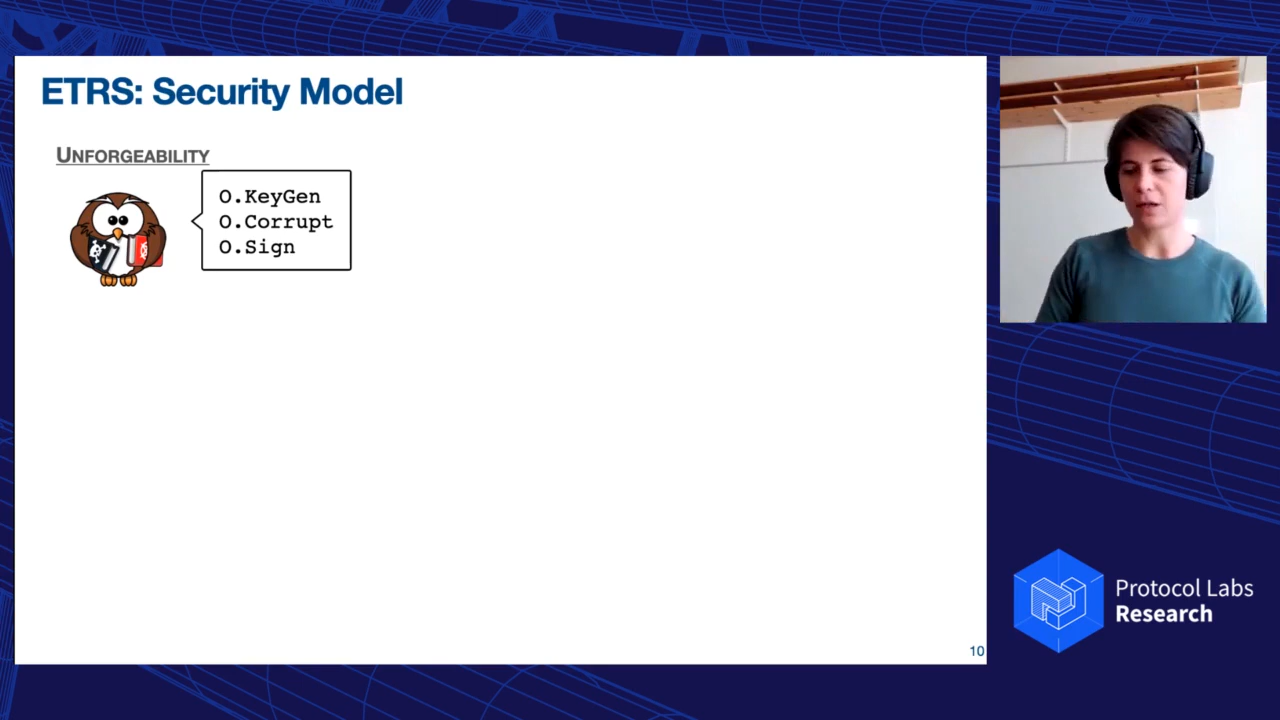 ETRS: Security Model
UNFORGEABILITY
O.KeyGen
O.Corrupt
O.Sign
10
Protocol Labs
Research